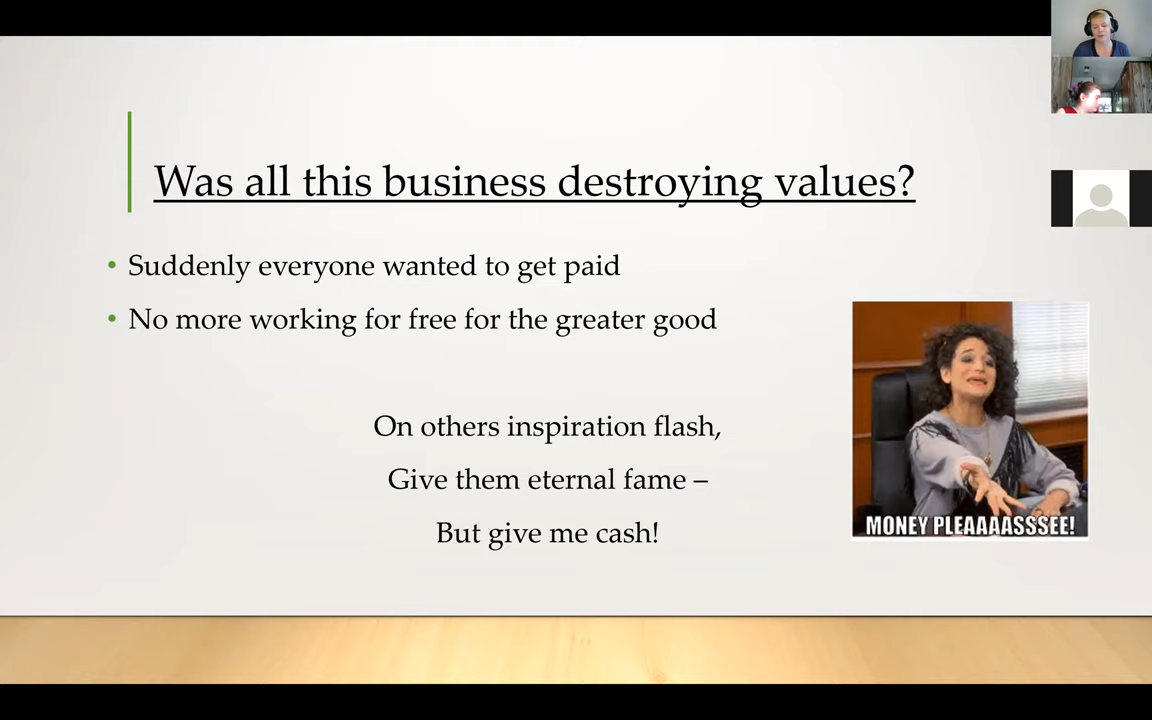 Was all this business destroying values?
• Suddenly everyone wanted to get paid
• No more working for free for the greater good
On others inspiration flash,
Give them eternal fame –
But give me cash!
MONEY PLEAAAASSSEE!